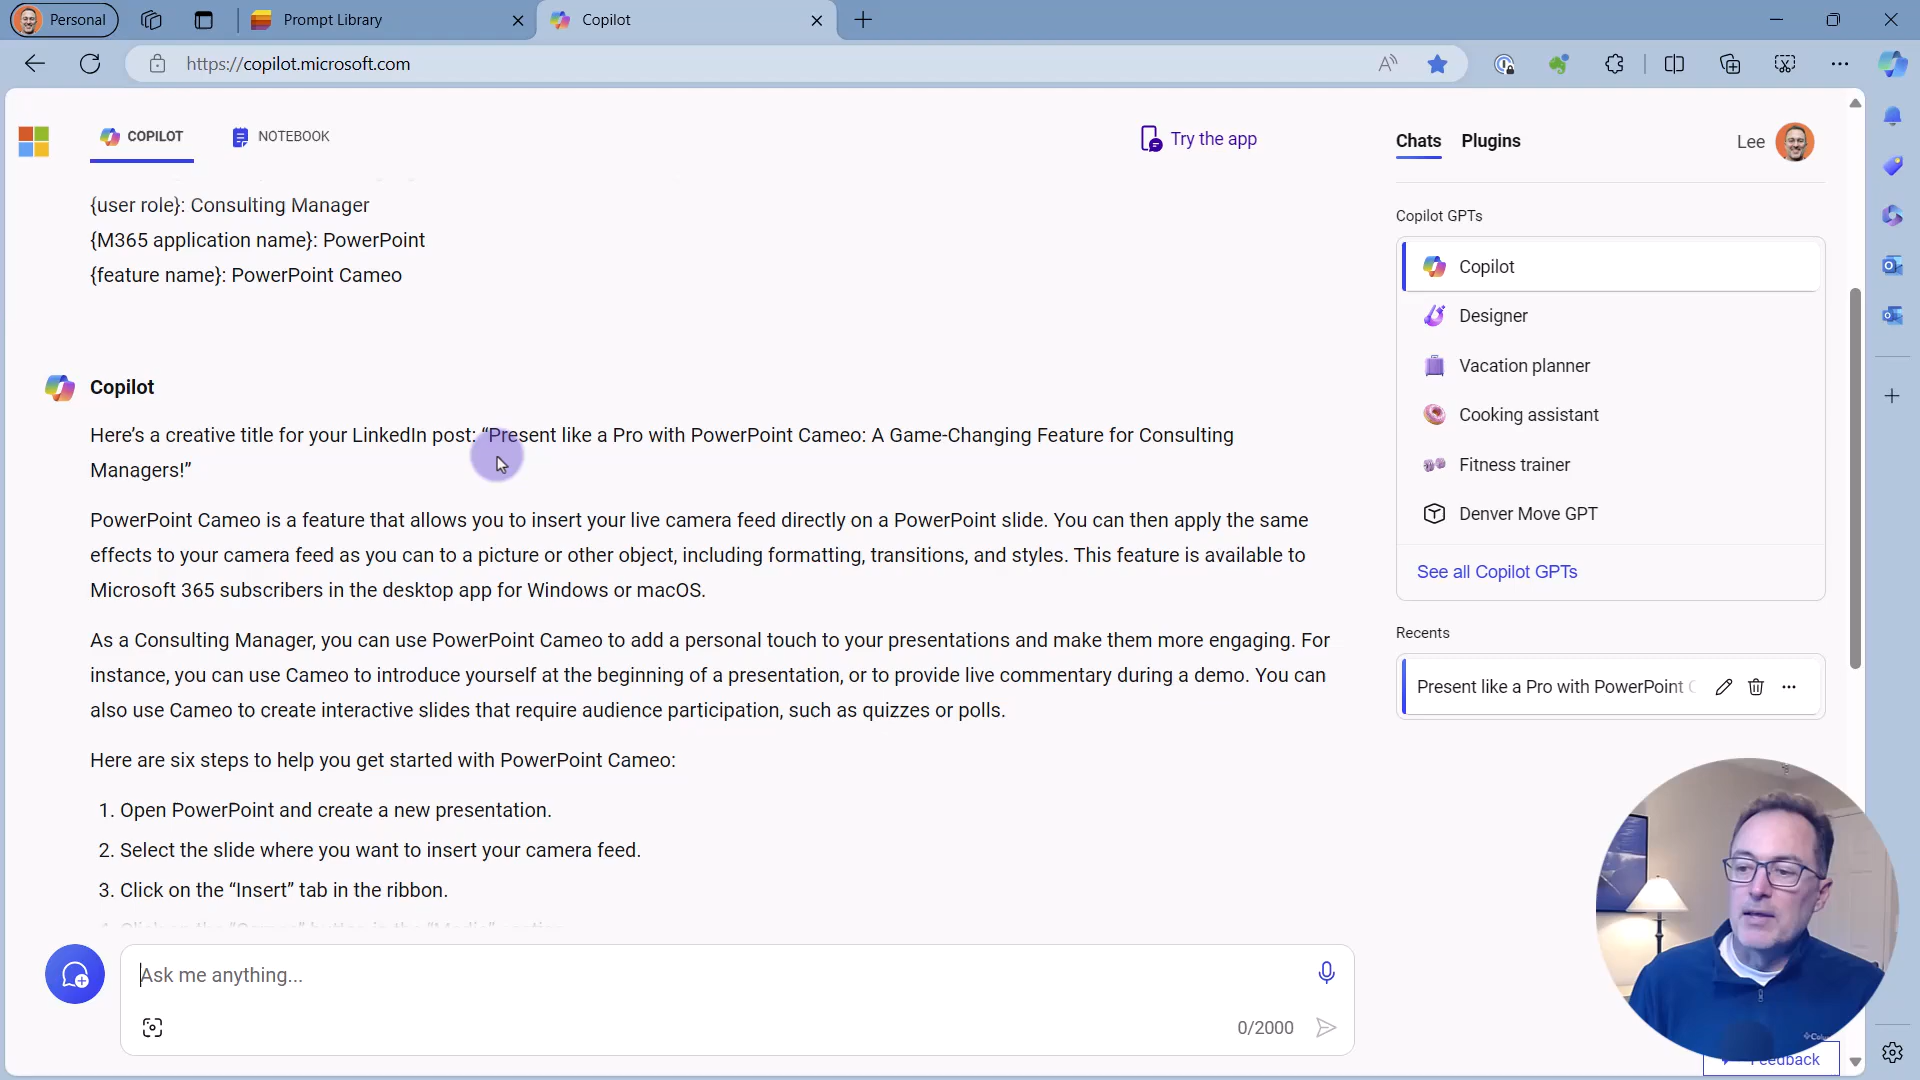 Personal
Prompt Library
Copilot
https://copilot.microsoft.com
COPILOT
NOTEBOOK
Try the app
Chats
Plugins
Lee
{user role}: Consulting Manager
{M365 application name}: PowerPoint
{feature name}: PowerPoint Cameo
Copilot
Here’s a creative title for your LinkedIn post: “Present like a Pro with PowerPoint Cameo: A Game-Changing Feature for Consulting
Managers!”
PowerPoint Cameo is a feature that allows you to insert your live camera feed directly on a PowerPoint slide. You can then apply the same
effects to your camera feed as you can to a picture or other object, including formatting, transitions, and styles. This feature is available to
Microsoft 365 subscribers in the desktop app for Windows or macOS.
As a Consulting Manager, you can use PowerPoint Cameo to add a personal touch to your presentations and make them more engaging. For
instance, you can use Cameo to introduce yourself at the beginning of a presentation, or to provide live commentary during a demo. You can
also use Cameo to create interactive slides that require audience participation, such as quizzes or polls.
Here are six steps to help you get started with PowerPoint Cameo:
1. Open PowerPoint and create a new presentation.
2. Select the slide where you want to insert your camera feed.
3. Click on the “Insert” tab in the ribbon.
Ask me anything...
0/2000
Copilot GPTs
Copilot
Designer
Vacation planner
Cooking assistant
Fitness trainer
Denver Move GPT
See all Copilot GPTs
Recents
Present like a Pro with PowerPoint
Feedback